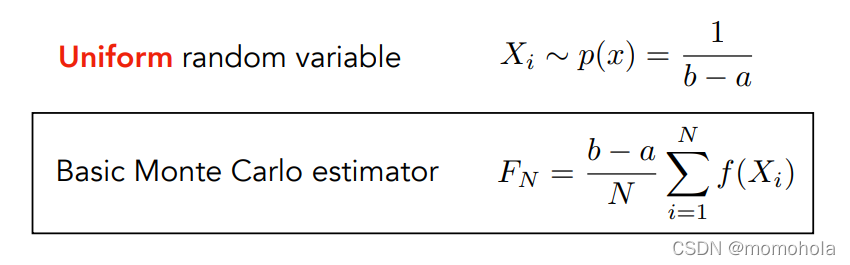 Uniform random variable X_i ∼ p(x) = 1/(b − a)
Basic Monte Carlo estimator F_N = (b − a)/N ∑_{i=1}^{N} f(X_i)
CSDN @momohola